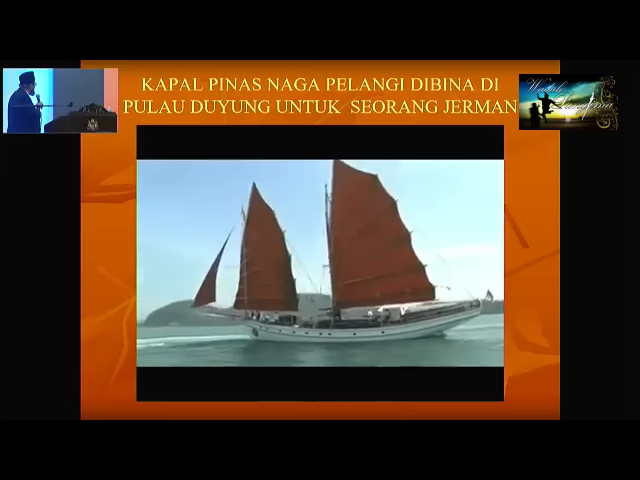 KAPAL PINAS NAGA PELANGI DIBINA DI
PULAU DUYUNG UNTUK SEORANG JERMAN